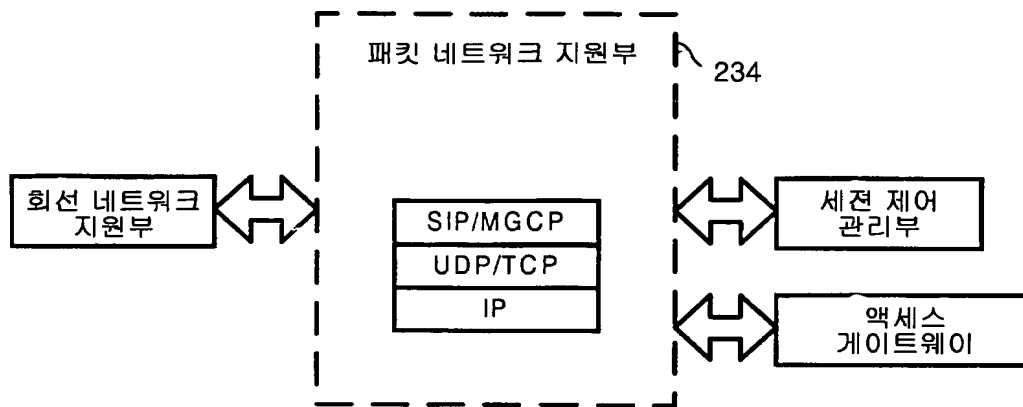 패킷 네트워크 지원부
234
회선 네트워크
지원부
SIP/MGCP
UDP/TCP
IP
세젼 제어
관리부
액세스
게이트웨이